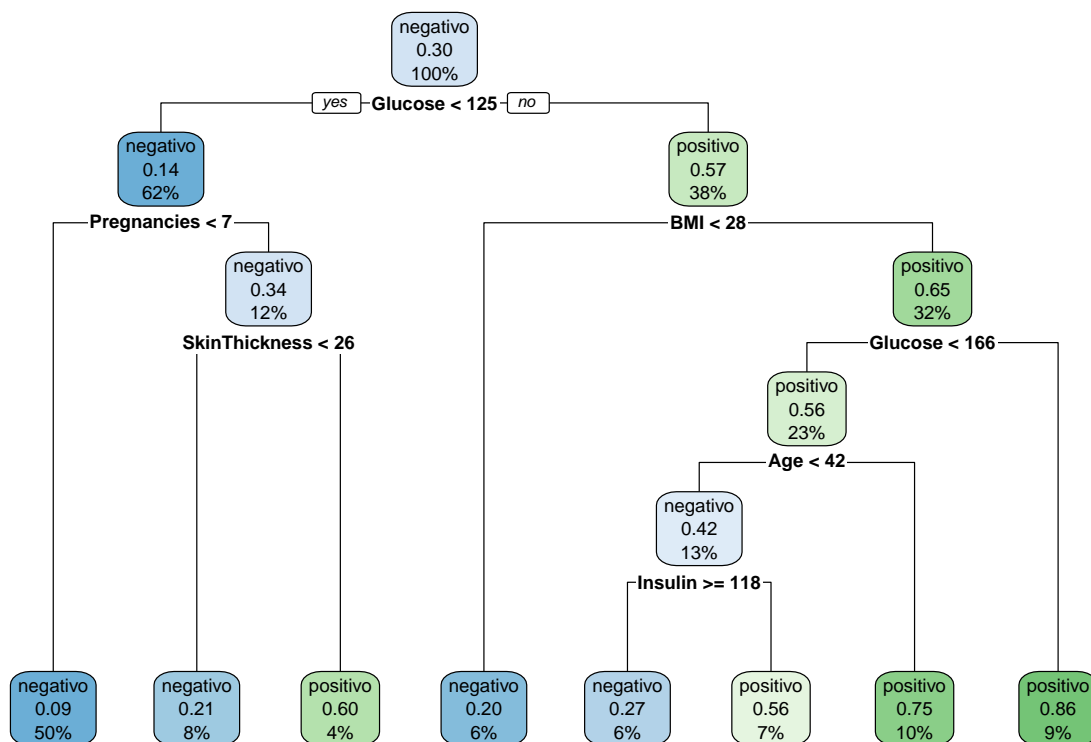 negativo
0.30
100%
yes Glucose < 125 no
negativo
0.14
62%
positivo
0.57
38%
Pregnancies < 7
BMI < 28
negativo
0.34
12%
positivo
0.65
32%
SkinThickness < 26
Glucose < 166
positivo
0.56
23%
Age < 42
negativo
0.42
13%
Insulin >= 118
negativo
0.09
50%
negativo
0.21
8%
positivo
0.60
4%
negativo
0.20
6%
negativo
0.27
6%
positivo
0.56
7%
positivo
0.75
10%
positivo
0.86
9%